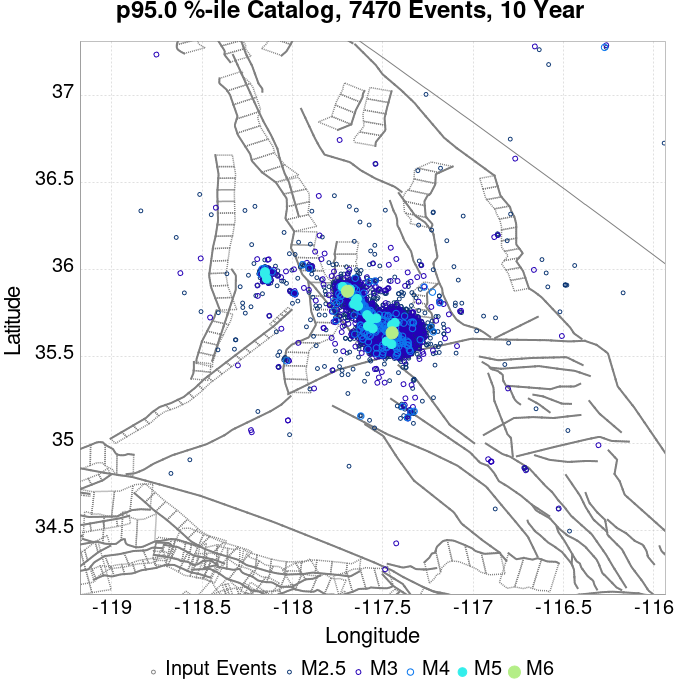 p95.0 %-ile Catalog, 7470 Events, 10 Year
37
36.5
36
35.5
35
34.5
Latitude
-119 -118.5 -118 -117.5 -117 -116.5 -116
Longitude
Input Events M2.5 M3 M4 M5 M6